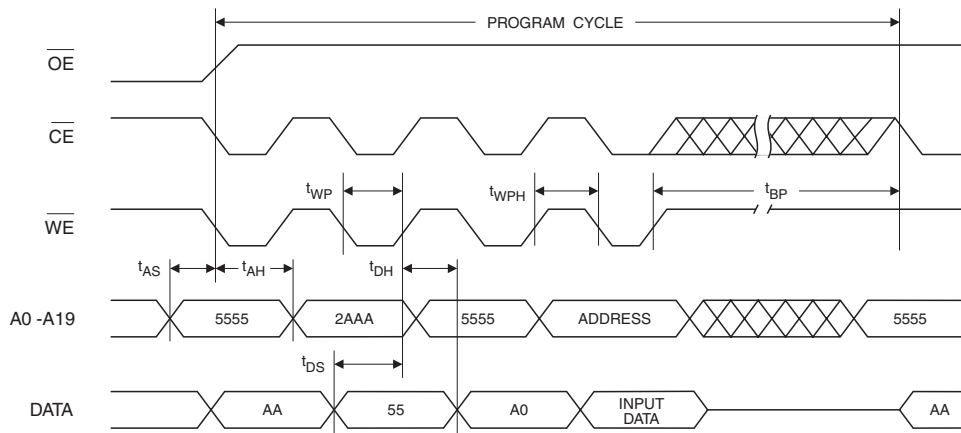 PROGRAM CYCLE
OE
CE
tWP
tWPH
tBP
WE
tAS
tAH
tDH
A0 -A19
5555
2AAA
5555
ADDRESS
5555
tDS
DATA
AA
55
A0
INPUT
DATA
AA